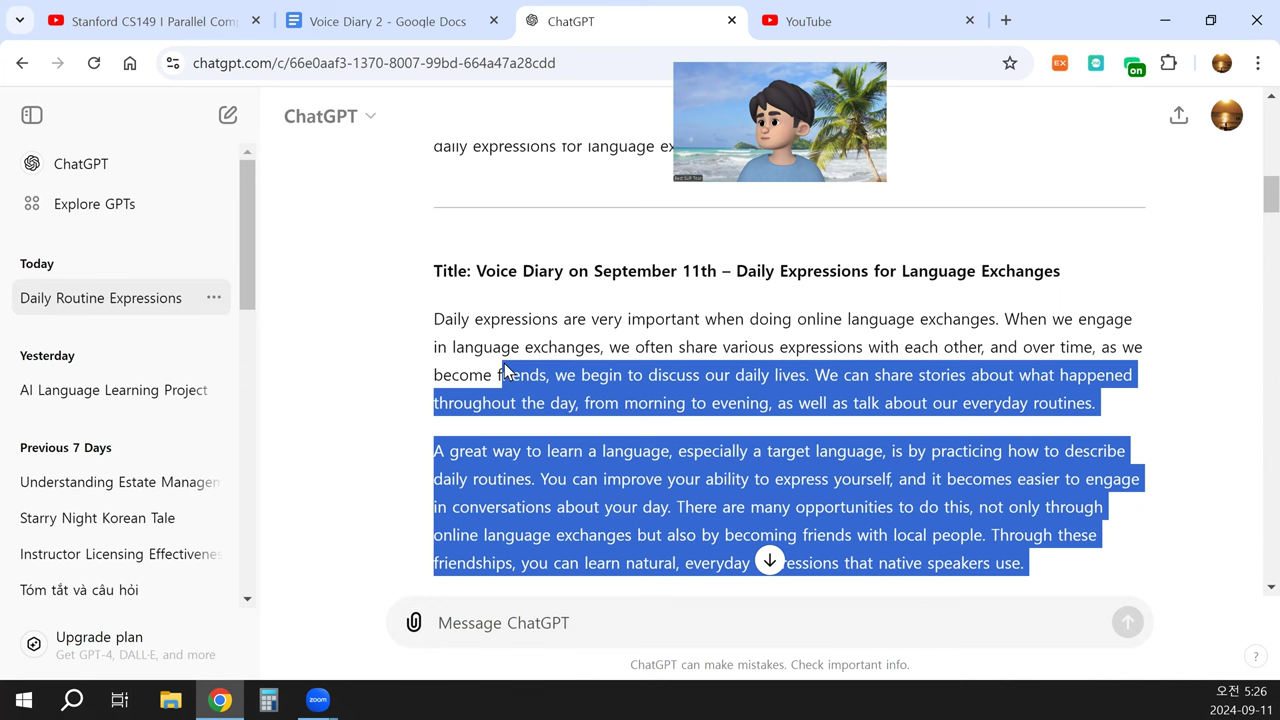 Stanford CS149 I Parallel Com
Voice Diary 2 - Google Docs
ChatGPT
YouTube
chatgpt.com/c/66e0aaf3-1370-8007-99bd-664a47a28cdd
EX
on
ChatGPT
ChatGPT
Explore GPTs
Today
Daily Routine Expressions
Yesterday
AI Language Learning Project
Previous 7 Days
Understanding Estate Managem
Starry Night Korean Tale
Instructor Licensing Effectivenes
Tóm tắt và câu hỏi
Upgrade plan
Get GPT-4, DALL·E, and more
daily expressions for language ex
Title: Voice Diary on September 11th – Daily Expressions for Language Exchanges
Daily expressions are very important when doing online language exchanges. When we engage
in language exchanges, we often share various expressions with each other, and over time, as we
become friends, we begin to discuss our daily lives. We can share stories about what happened
throughout the day, from morning to evening, as well as talk about our everyday routines.
A great way to learn a language, especially a target language, is by practicing how to describe
daily routines. You can improve your ability to express yourself, and it becomes easier to engage
in conversations about your day. There are many opportunities to do this, not only through
online language exchanges but also by becoming friends with local people. Through these
friendships, you can learn natural, everyday expressions that native speakers use.
Message ChatGPT
ChatGPT can make mistakes. Check important info.
?
zoom
오전 5:26
2024-09-11